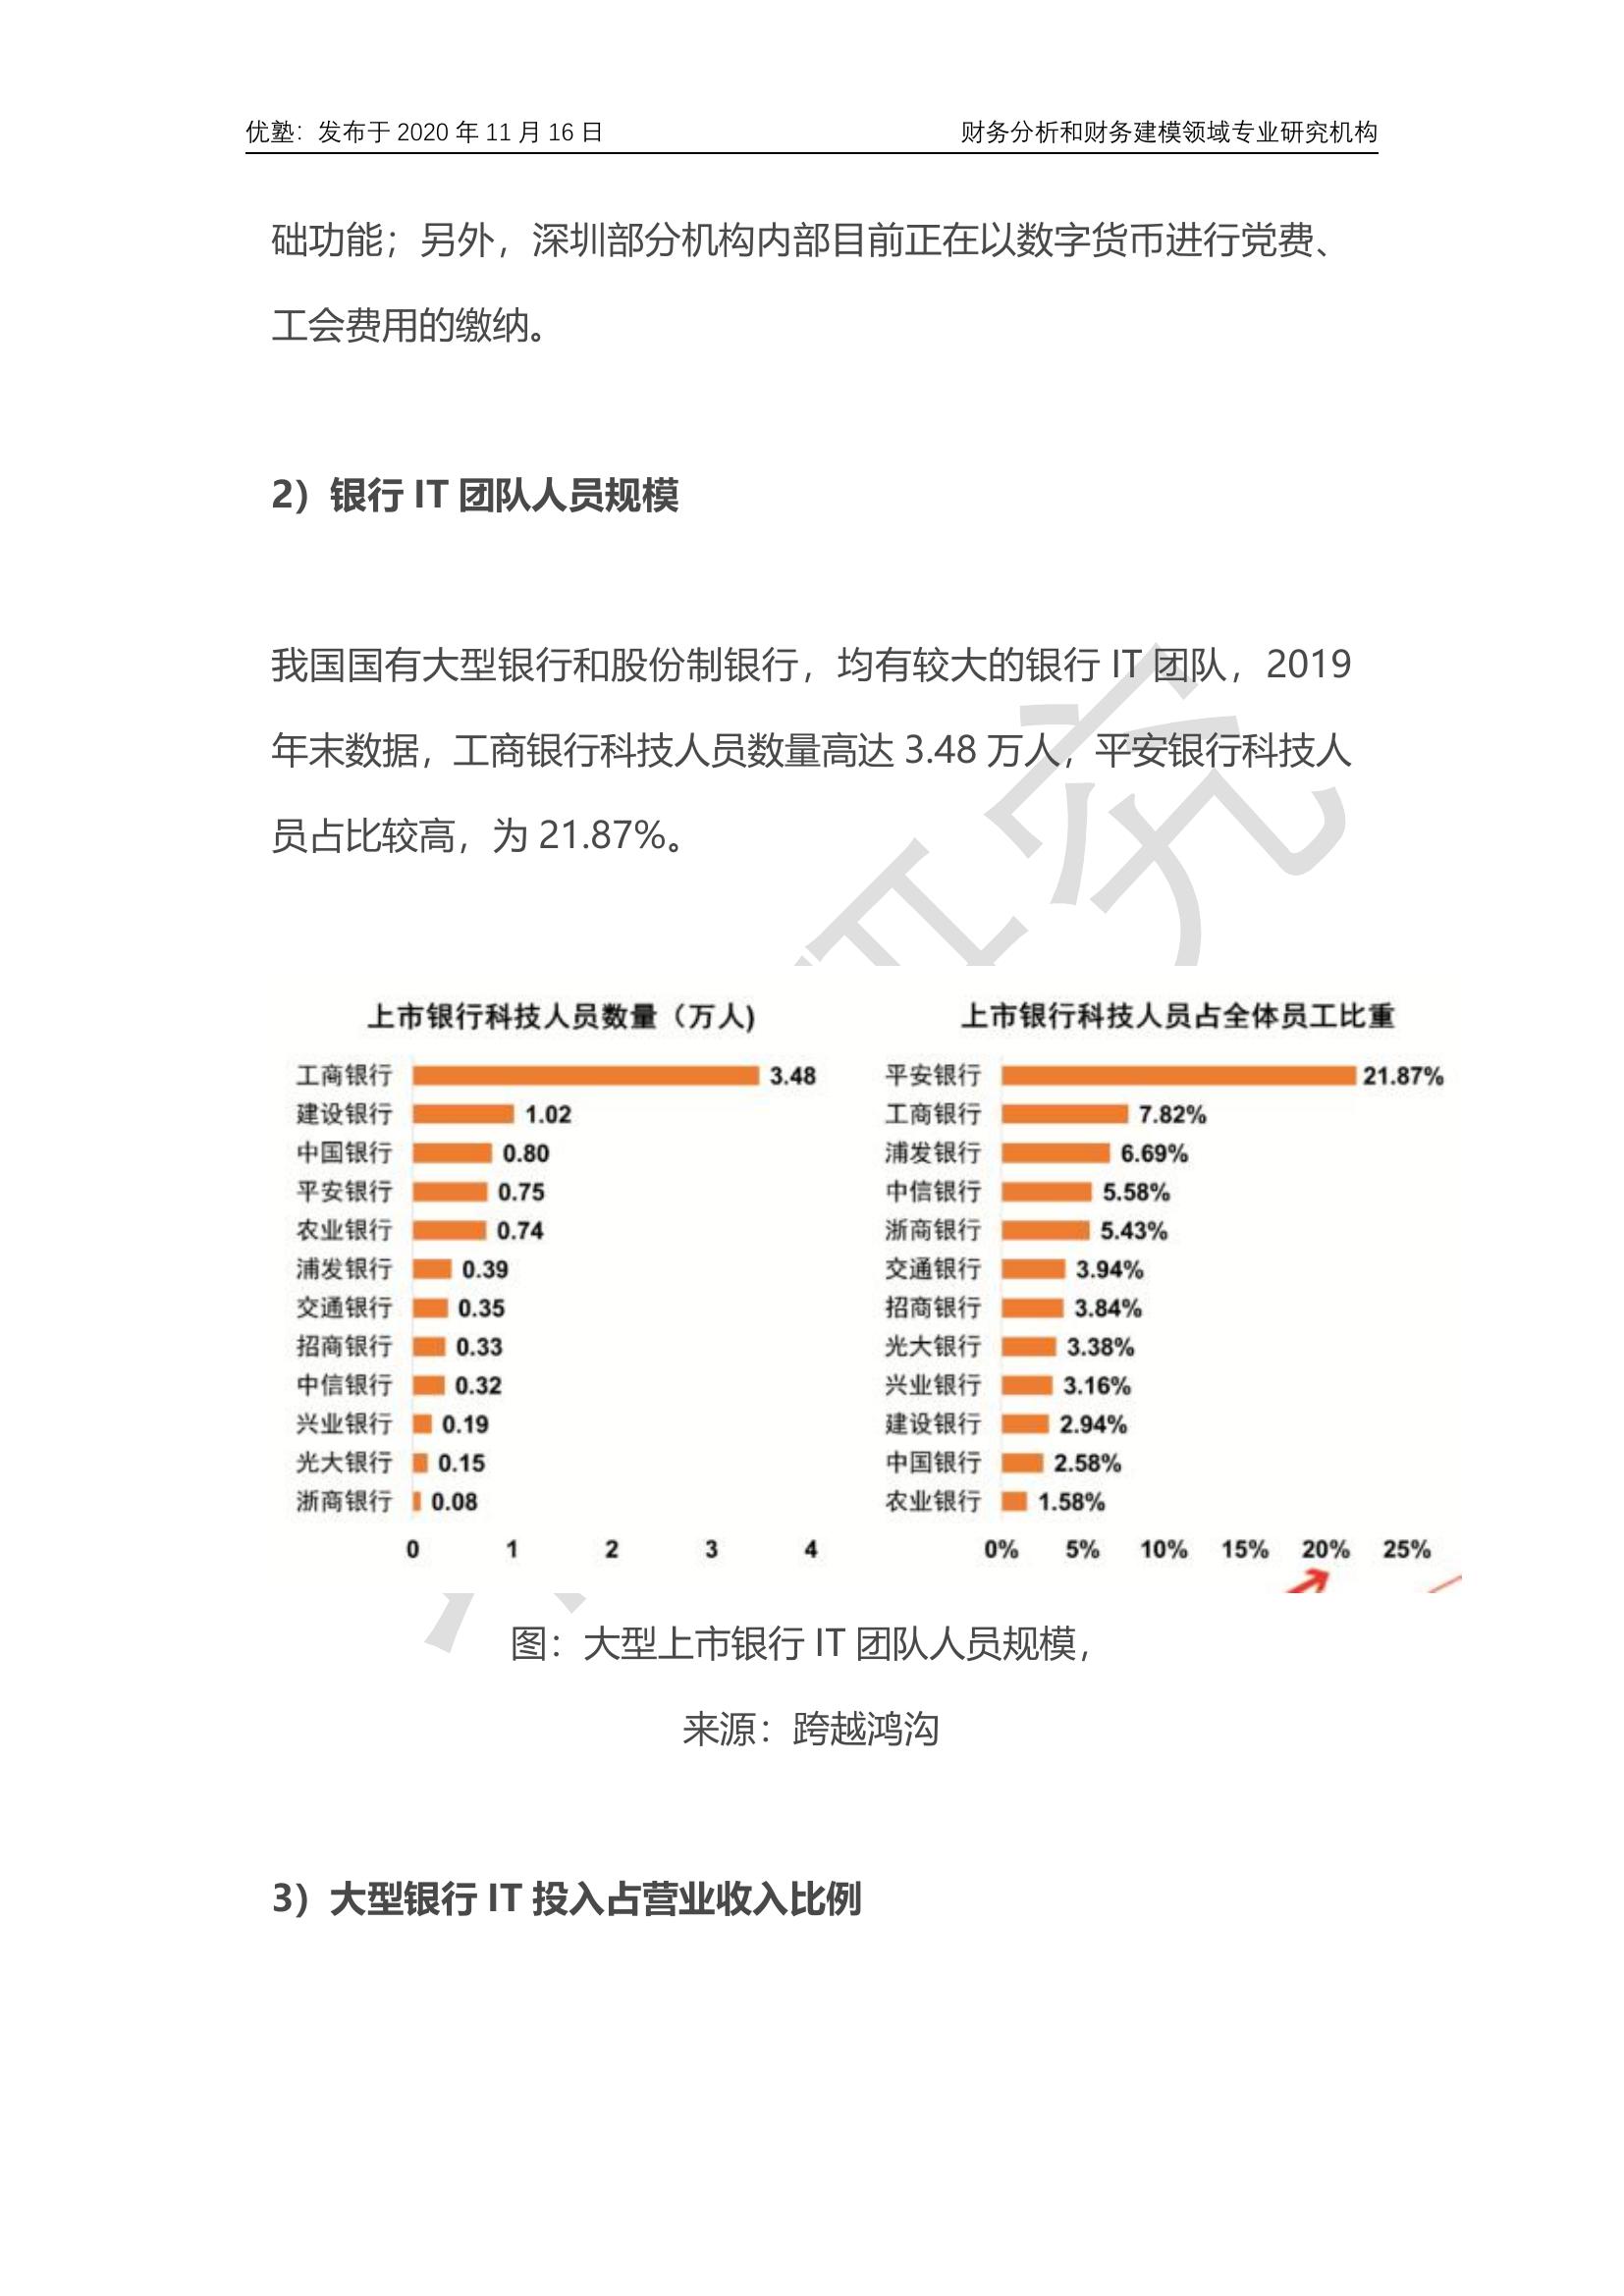 优塾：发布于 2020 年 11 月 16 日 财务分析和财务建模领域专业研究机构
础功能；另外，深圳部分机构内部目前正在以数字货币进行党费、
工会费用的缴纳。
2）银行 IT 团队人员规模
我国国有大型银行和股份制银行，均有较大的银行 IT 团队，2019
年末数据，工商银行科技人员数量高达 3.48 万人，平安银行科技人
员占比较高，为 21.87%。
上市银行科技人员数量（万人)
工商银行 3.48
建设银行 1.02
中国银行 0.80
平安银行 0.75
农业银行 0.74
浦发银行 0.39
交通银行 0.35
招商银行 0.33
中信银行 0.32
兴业银行 0.19
光大银行 0.15
浙商银行 0.08
0 1 2 3 4
上市银行科技人员占全体员工比重
平安银行 21.87%
工商银行 7.82%
浦发银行 6.69%
中信银行 5.58%
浙商银行 5.43%
交通银行 3.94%
招商银行 3.84%
光大银行 3.38%
兴业银行 3.16%
建设银行 2.94%
中国银行 2.58%
农业银行 1.58%
0% 5% 10% 15% 20% 25%
图：大型上市银行 IT 团队人员规模，
来源：跨越鸿沟
3）大型银行 IT 投入占营业收入比例